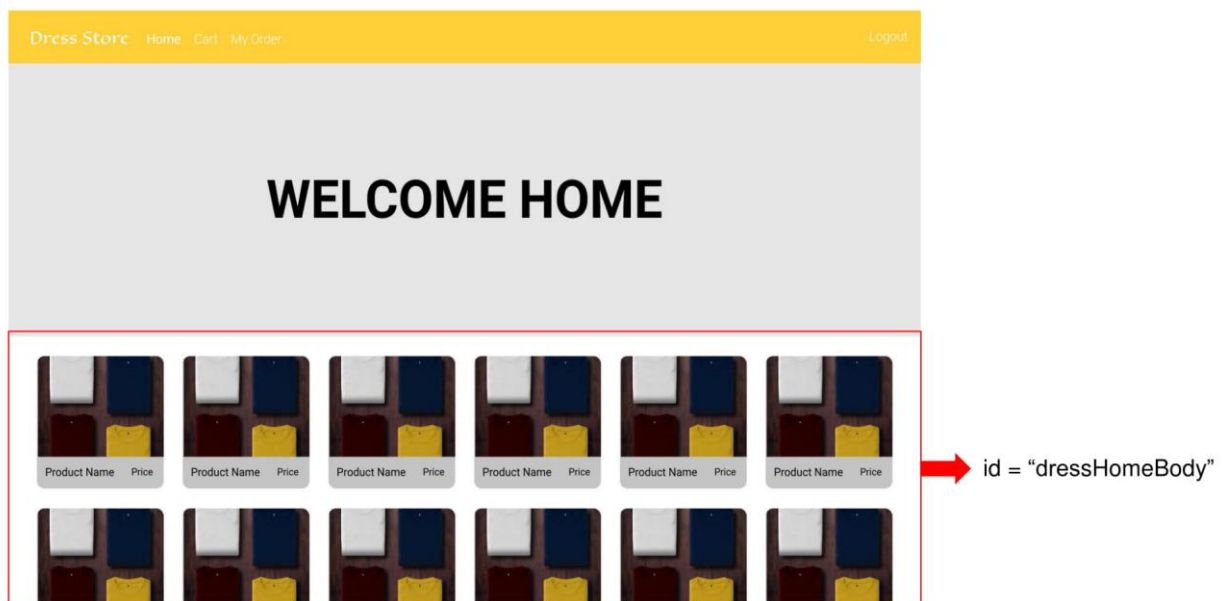 Dress Store Home Cart My Order Logout
WELCOME HOME
Product Name Price Product Name Price Product Name Price Product Name Price Product Name Price Product Name Price
id = “dressHomeBody”